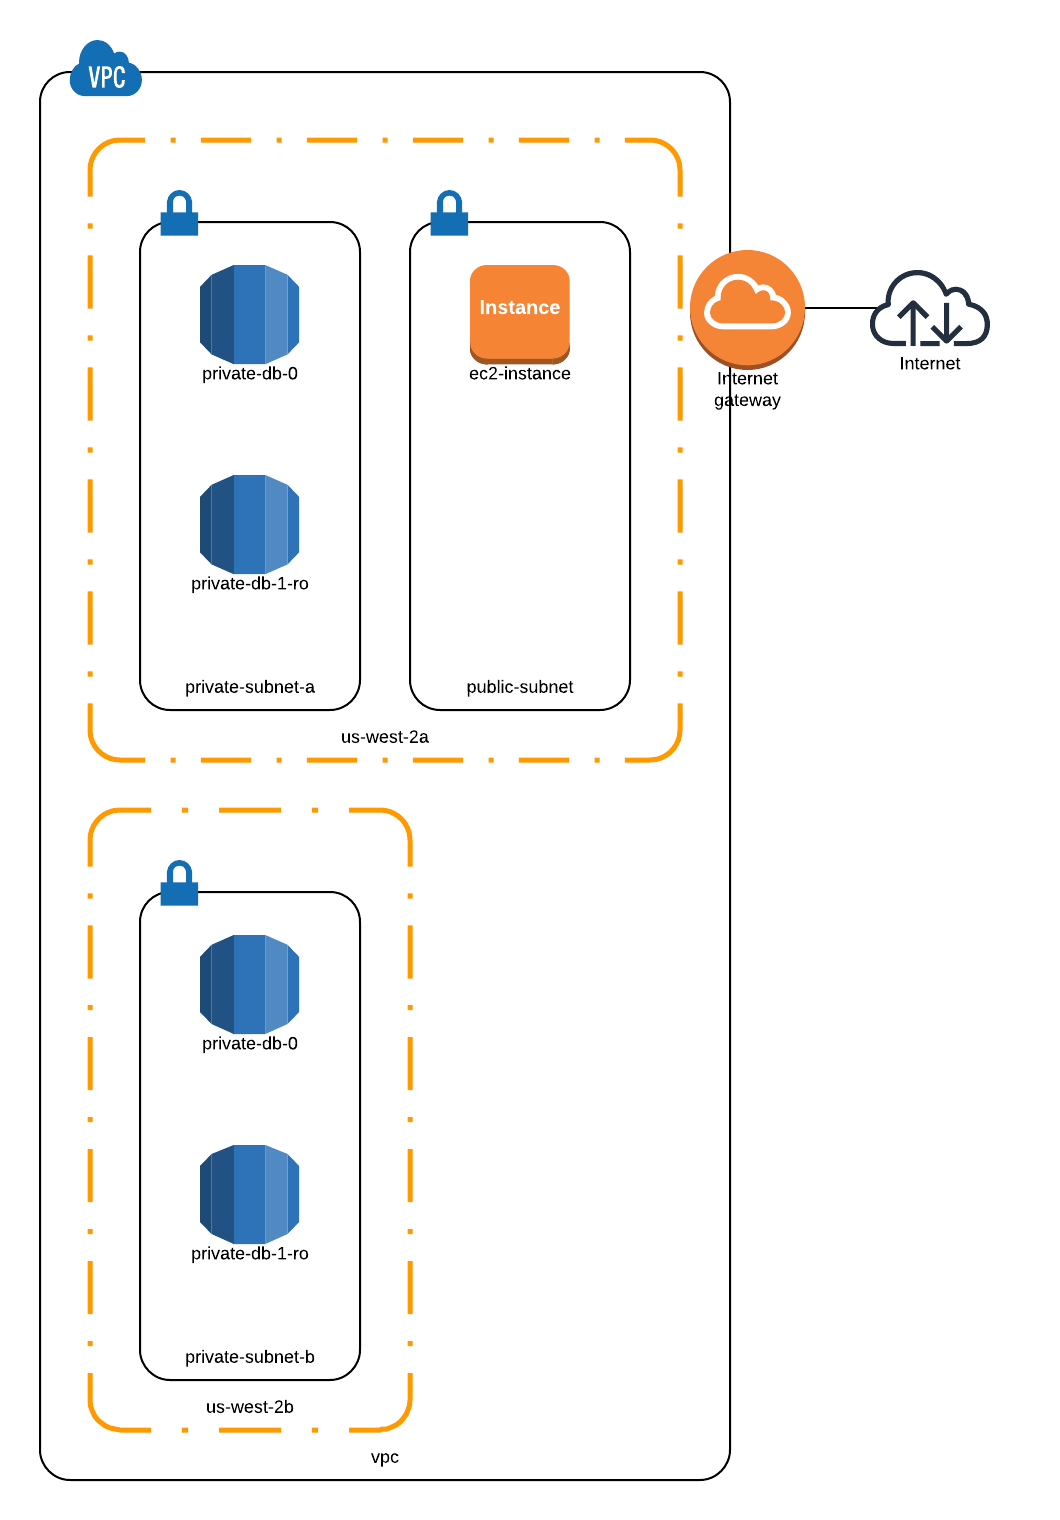 VPC
Instance
private-db-0
ec2-instance
Internet
gateway
Internet
private-db-1-ro
private-subnet-a
public-subnet
us-west-2a
private-db-0
private-db-1-ro
private-subnet-b
us-west-2b
vpc